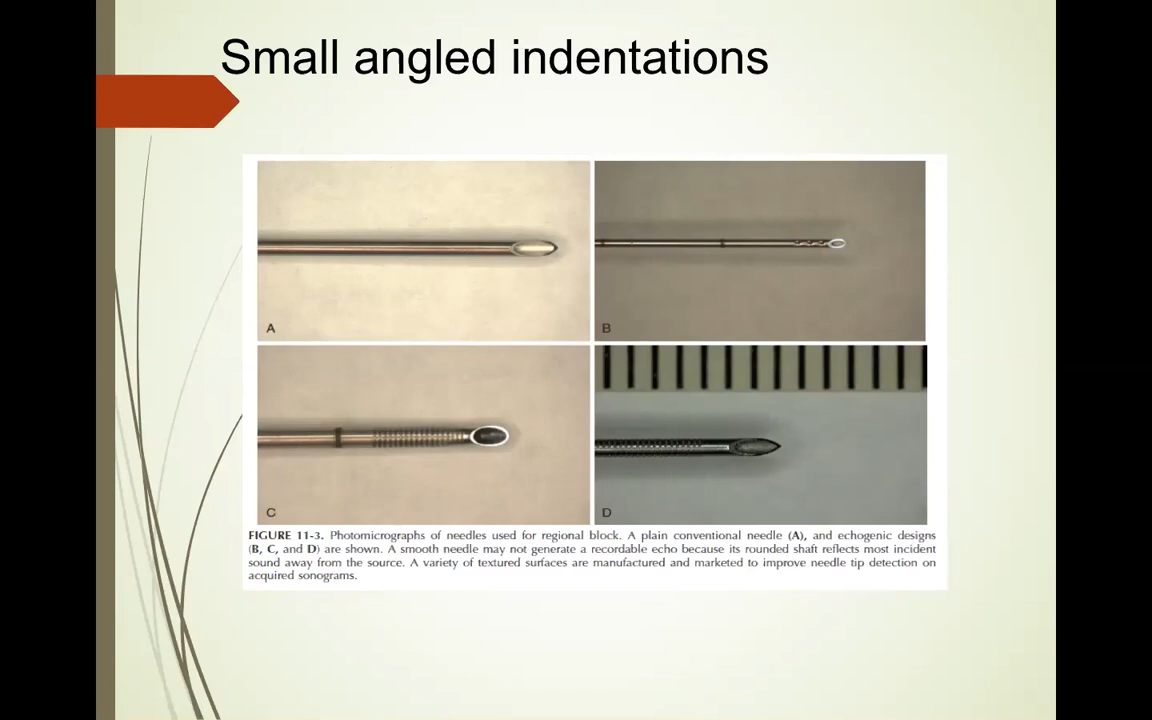 Small angled indentations
A
B
C
D
FIGURE 11-3. Photomicrographs of needles used for regional block. A plain conventional needle (A), and echogenic designs
(B, C, and D) are shown. A smooth needle may not generate a recordable echo because its rounded shaft reflects most incident
sound away from the source. A variety of textured surfaces are manufactured and marketed to improve needle tip detection on
acquired sonograms.